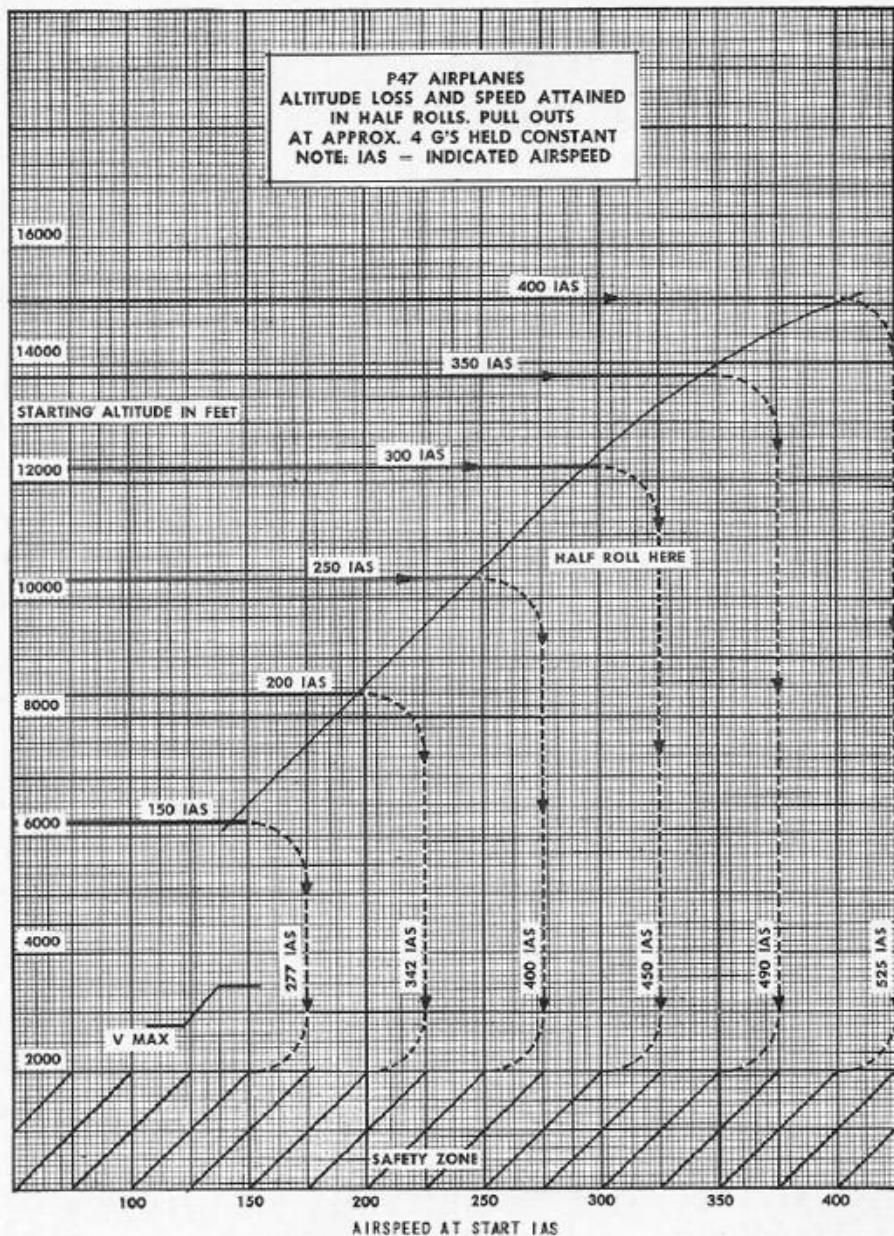 P47 AIRPLANES
ALTITUDE LOSS AND SPEED ATTAINED
IN HALF ROLLS. PULL OUTS
AT APPROX. 4 G'S HELD CONSTANT
NOTE: IAS = INDICATED AIRSPEED
16000
400 IAS
14000
350 IAS
STARTING ALTITUDE IN FEET
300 IAS
12000
HALF ROLL HERE
250 IAS
10000
200 IAS
8000
150 IAS
6000
4000
277 IAS
342 IAS
400 IAS
450 IAS
490 IAS
525 IAS
V MAX
2000
SAFETY ZONE
100 150 200 250 300 350 400
AIRSPEED AT START IAS